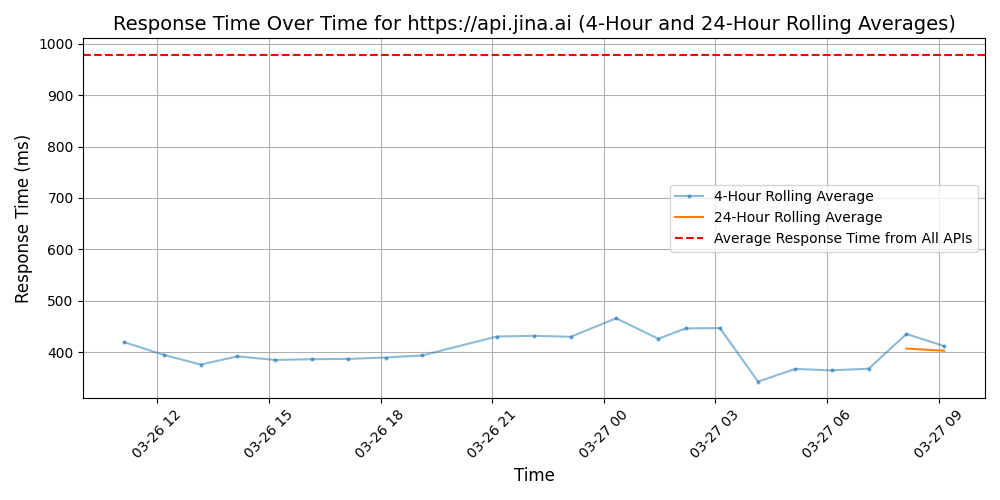 Response Time Over Time for https://api.jina.ai (4-Hour and 24-Hour Rolling Averages)
Response Time (ms)
1000
900
800
700
600
500
400
4-Hour Rolling Average
24-Hour Rolling Average
Average Response Time from All APIs
03-26 12
03-26 15
03-26 18
03-26 21
03-27 00
03-27 03
03-27 06
03-27 09
Time